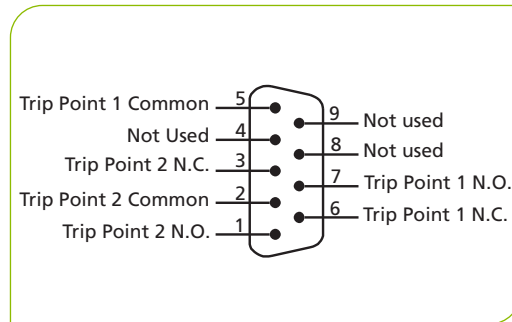 Trip Point 1 Common 5
Not Used 4
Trip Point 2 N.C. 3
Trip Point 2 Common 2
Trip Point 2 N.O. 1
9 Not used
8 Not used
7 Trip Point 1 N.O.
6 Trip Point 1 N.C.